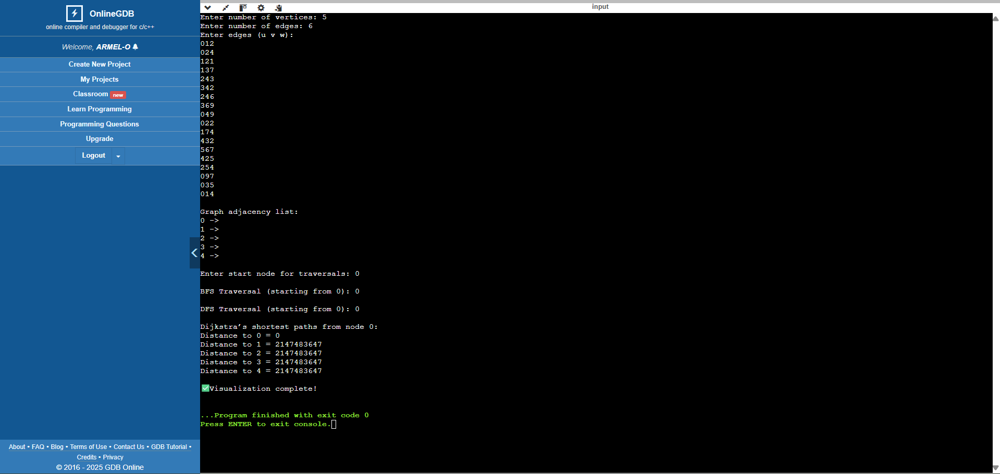 OnlineGDB
online compiler and debugger for c/c++
Welcome, ARMEL-O
Create New Project
My Projects
Classroom new
Learn Programming
Programming Questions
Upgrade
Logout
About • FAQ • Blog • Terms of Use • Contact Us • GDB Tutorial •
Credits • Privacy
© 2016 - 2025 GDB Online
input
Enter number of vertices: 5
Enter number of edges: 6
Enter edges (u v w):
012
024
121
137
243
342
246
369
049
022
174
432
567
425
254
097
035
014
Graph adjacency list:
0 ->
1 ->
2 ->
3 ->
4 ->
Enter start node for traversals: 0
BFS Traversal (starting from 0): 0
DFS Traversal (starting from 0): 0
Dijkstra’s shortest paths from node 0:
Distance to 0 = 0
Distance to 1 = 2147483647
Distance to 2 = 2147483647
Distance to 3 = 2147483647
Distance to 4 = 2147483647
✅Visualization complete!
...Program finished with exit code 0
Press ENTER to exit console.